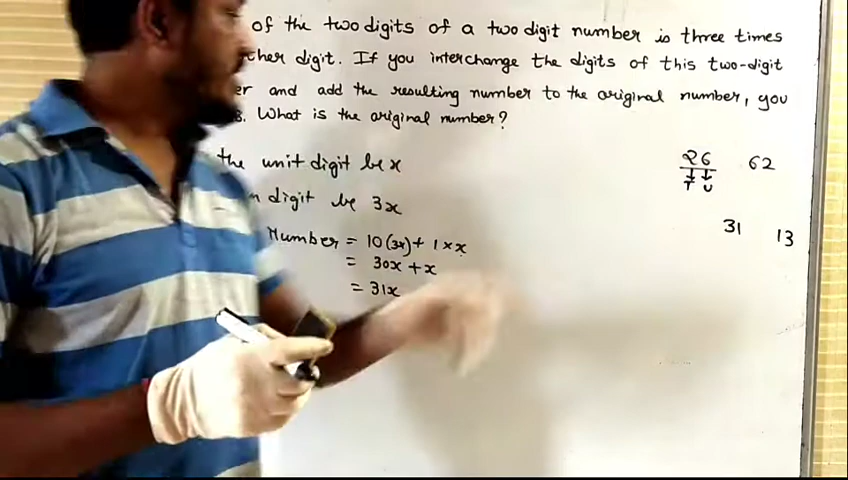 of the two digits of a two digit number is three times
digit. If you interchange the digits of this two-digit
and add the resulting number to the original number, you
What is the original number?
the unit digit be x
digit be 3x
Number = 10(3x) + 1 × x
= 30x + x
= 31x
26 62
T U
31 13